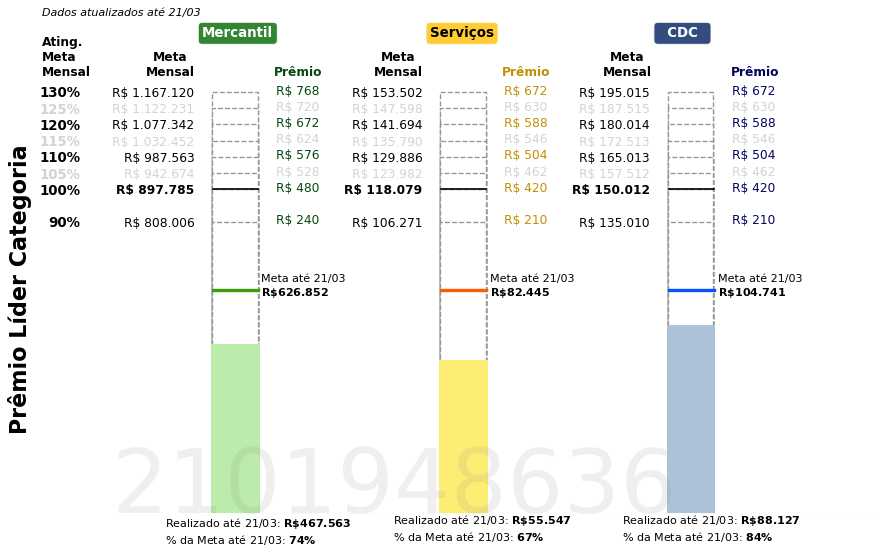 Dados atualizados até 21/03
Mercantil Serviços CDC
Ating. Meta Mensal
Meta Mensal Prêmio Meta Mensal Prêmio Meta Mensal Prêmio
130% R$ 1.167.120 R$ 768 R$ 153.502 R$ 672 R$ 195.015 R$ 672
125% R$ 1.122.231 R$ 720 R$ 147.598 R$ 630 R$ 187.515 R$ 630
120% R$ 1.077.342 R$ 672 R$ 141.694 R$ 588 R$ 180.014 R$ 588
115% R$ 1.032.452 R$ 624 R$ 135.790 R$ 546 R$ 172.513 R$ 546
110% R$ 987.563 R$ 576 R$ 129.886 R$ 504 R$ 165.013 R$ 504
105% R$ 942.674 R$ 528 R$ 123.982 R$ 462 R$ 157.512 R$ 462
100% R$ 897.785 R$ 480 R$ 118.079 R$ 420 R$ 150.012 R$ 420
90% R$ 808.006 R$ 240 R$ 106.271 R$ 210 R$ 135.010 R$ 210
Prêmio Líder Categoria
Meta até 21/03 Meta até 21/03 Meta até 21/03
R$626.852 R$82.445 R$104.741
2101948636
Realizado até 21/03: R$467.563 Realizado até 21/03: R$55.547 Realizado até 21/03: R$88.127
% da Meta até 21/03: 74% % da Meta até 21/03: 67% % da Meta até 21/03: 84%